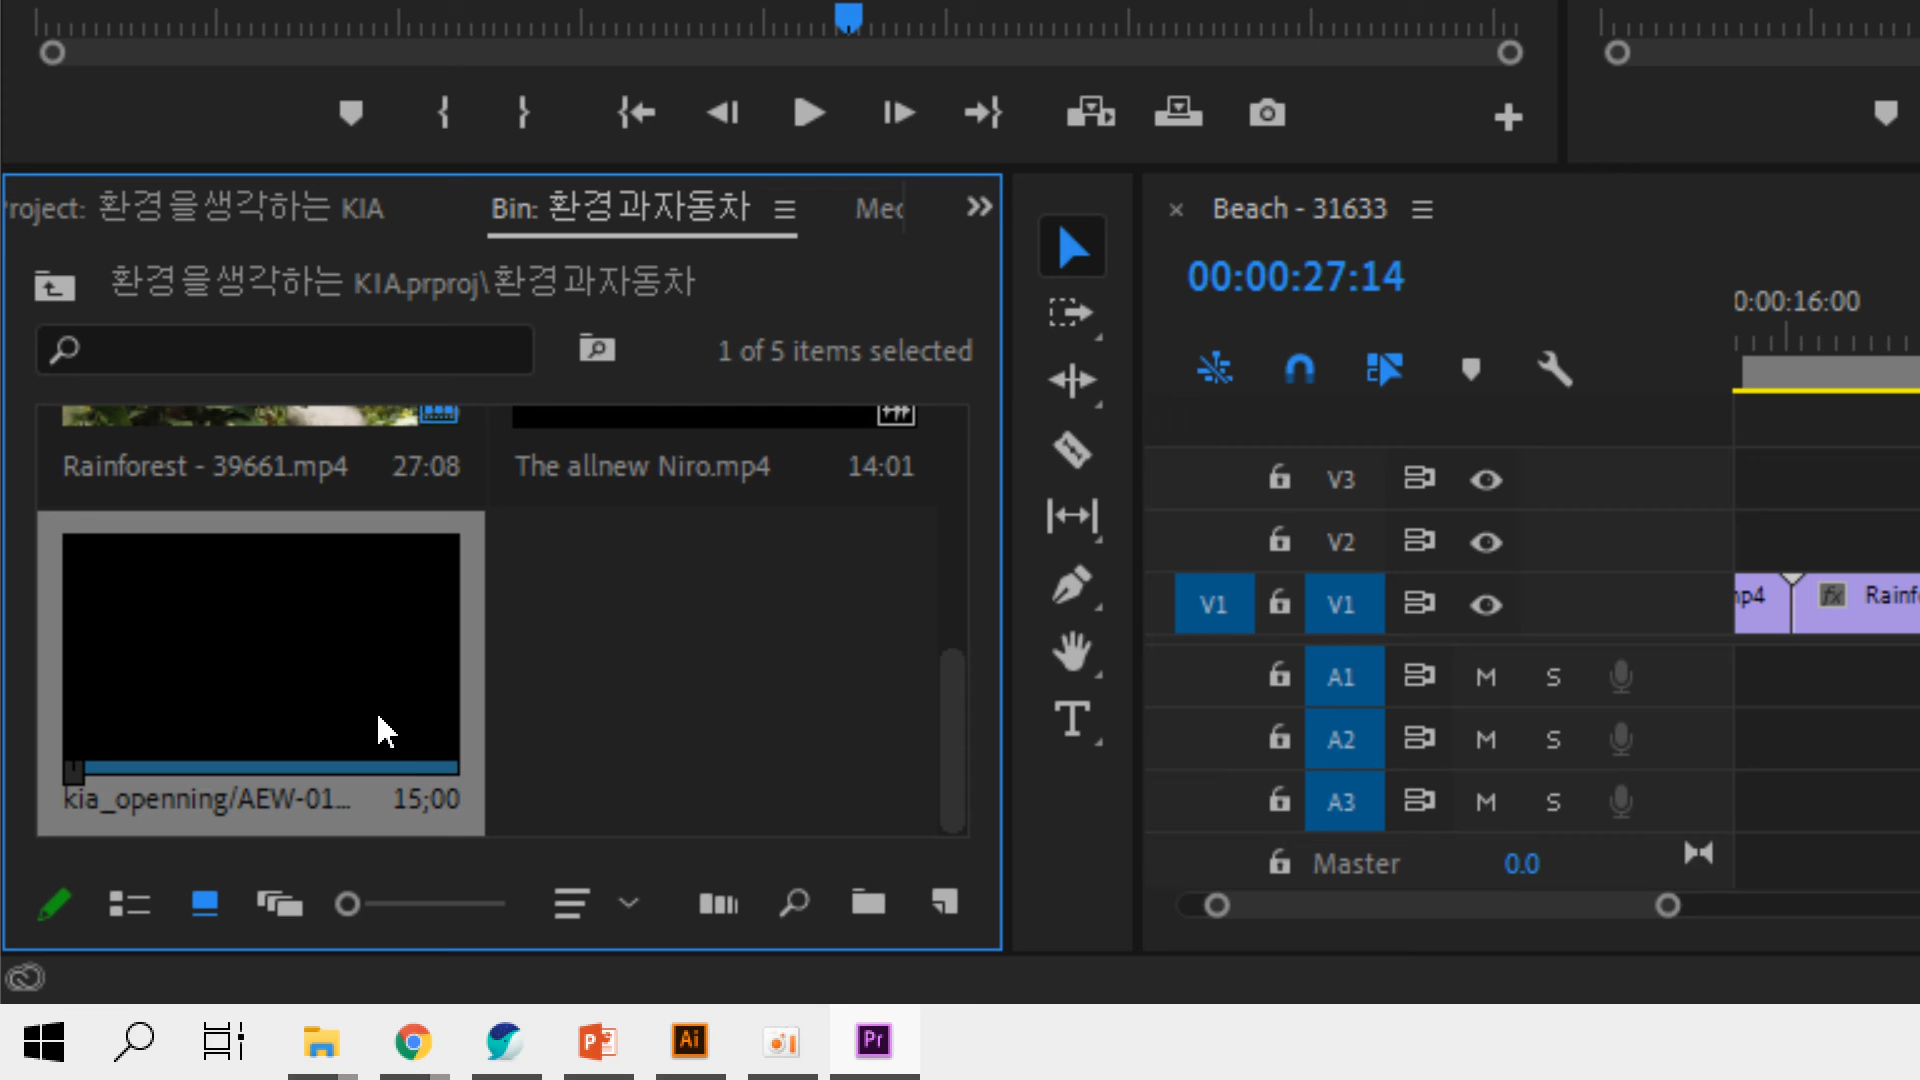 roject: 환경을생각하는 KIA
Bin: 환경과자동차
환경을생각하는 KIA.prproj\환경과자동차
1 of 5 items selected
Rainforest - 39661.mp4 27:08
The allnew Niro.mp4 14:01
kia_openning/AEW-01... 15;00
Beach - 31633
00:00:27:14
0:00:16:00
V3
V2
V1 V1
fx
A1 M S
A2 M S
A3 M S
Master 0.0
Ai
Pr